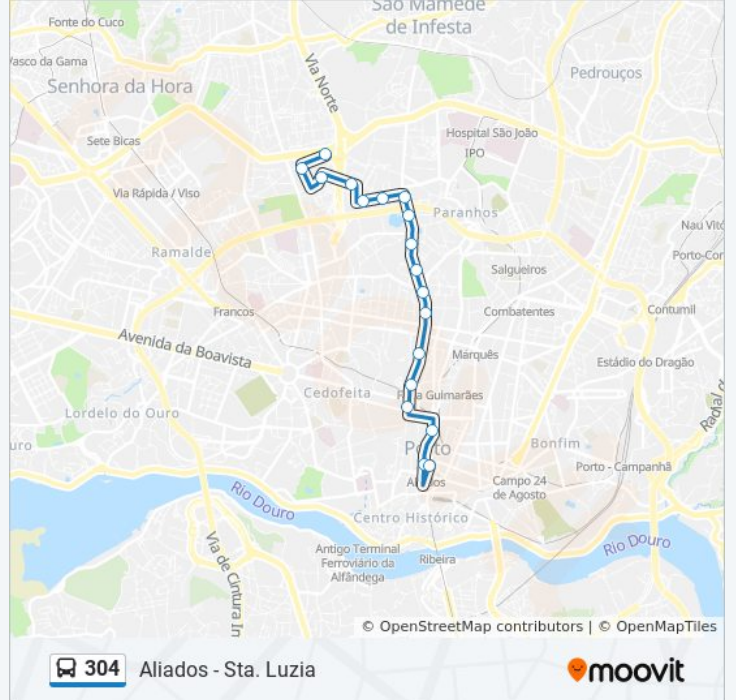 São Mamede
de Infesta
Fonte do Cuco
Vasco da Gama
Via Norte
Pedrouços
Senhora da Hora
Hospital São João
Sete Bicas
IPO
Via Rápida / Viso
Paranhos
Nau Vitó
Ramalde
Porto-Cor
Salgueiros
Francos
Combatentes
Contumil
Avenida da Boavista
Marquês
Estádio do Dragão
Cedofeita
Guimarães
Radial
Lordelo do Ouro
uro
Porto
Bonfim
Porto - Campanhã
Campo 24
de Agosto
Rio Douro
Centro Histórico
Via de Cintura In
Rio Douro
Antigo Terminal
Ferroviário da
Alfândega
Ribeira
© OpenStreetMap contributors | © OpenMapTiles
304 Aliados - Sta. Luzia
moovit